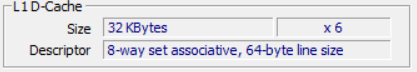 L1 D-Cache
Size 32 KBytes x 6
Descriptor 8-way set associative, 64-byte line size